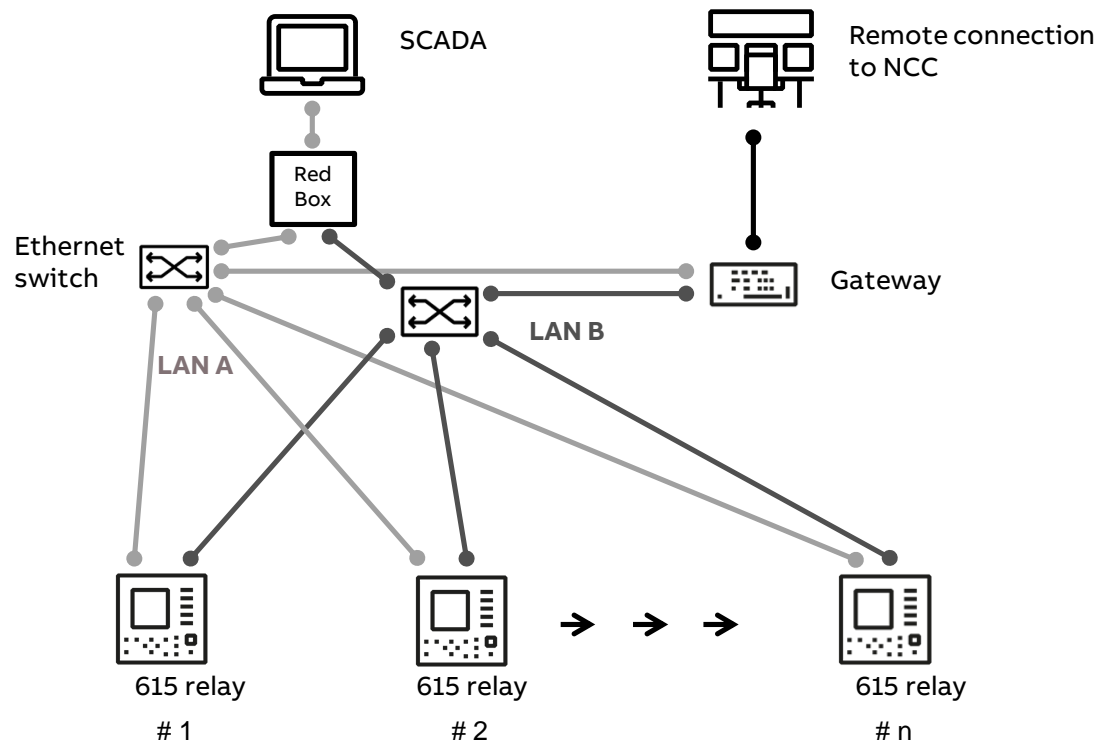 SCADA
Remote connection
to NCC
Red
Box
Ethernet
switch
Gateway
LAN B
LAN A
615 relay
# 1
615 relay
# 2
615 relay
# n